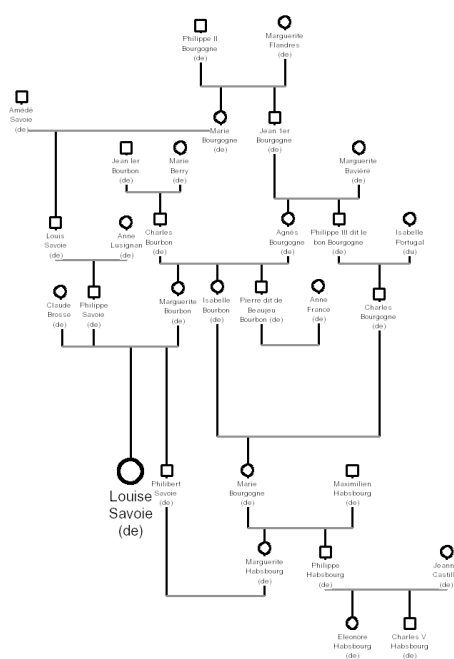 Philippe II
Bourgogne
(de)
Marguerite
Flandres
(de)
Amédé
Savoie
(de)
Marie
Bourgogne
(de)
Jean 1er
Bourgogne
(de)
Jean Ier
Bourbon
(de)
Marie
Berry
(de)
Marguerite
Bavière
(de)
Louis
Savoie
(de)
Anne
Lusignan
(de)
Charles
Bourbon
(de)
Agnès
Bourgogne
(de)
Philippe III dit le
bon Bourgogne
(de)
Isabelle
Portugal
(du)
Claude
Brosse
(de)
Philippe
Savoie
(de)
Marguerite
Bourbon
(de)
Isabelle
Bourbon
(de)
Pierre dit de
Beaujeu
Bourbon (de)
Anne
France
(de)
Charles
Bourgogne
(de)
Louise
Savoie
(de)
Philibert
Savoie
(de)
Marie
Bourgogne
(de)
Maximilien
Habsbourg
(de)
Marguerite
Habsbourg
(de)
Philippe
Habsbourg
(de)
Jeann
Castill
(de)
Eleonore
Habsbourg
(de)
Charles V
Habsbourg
(de)